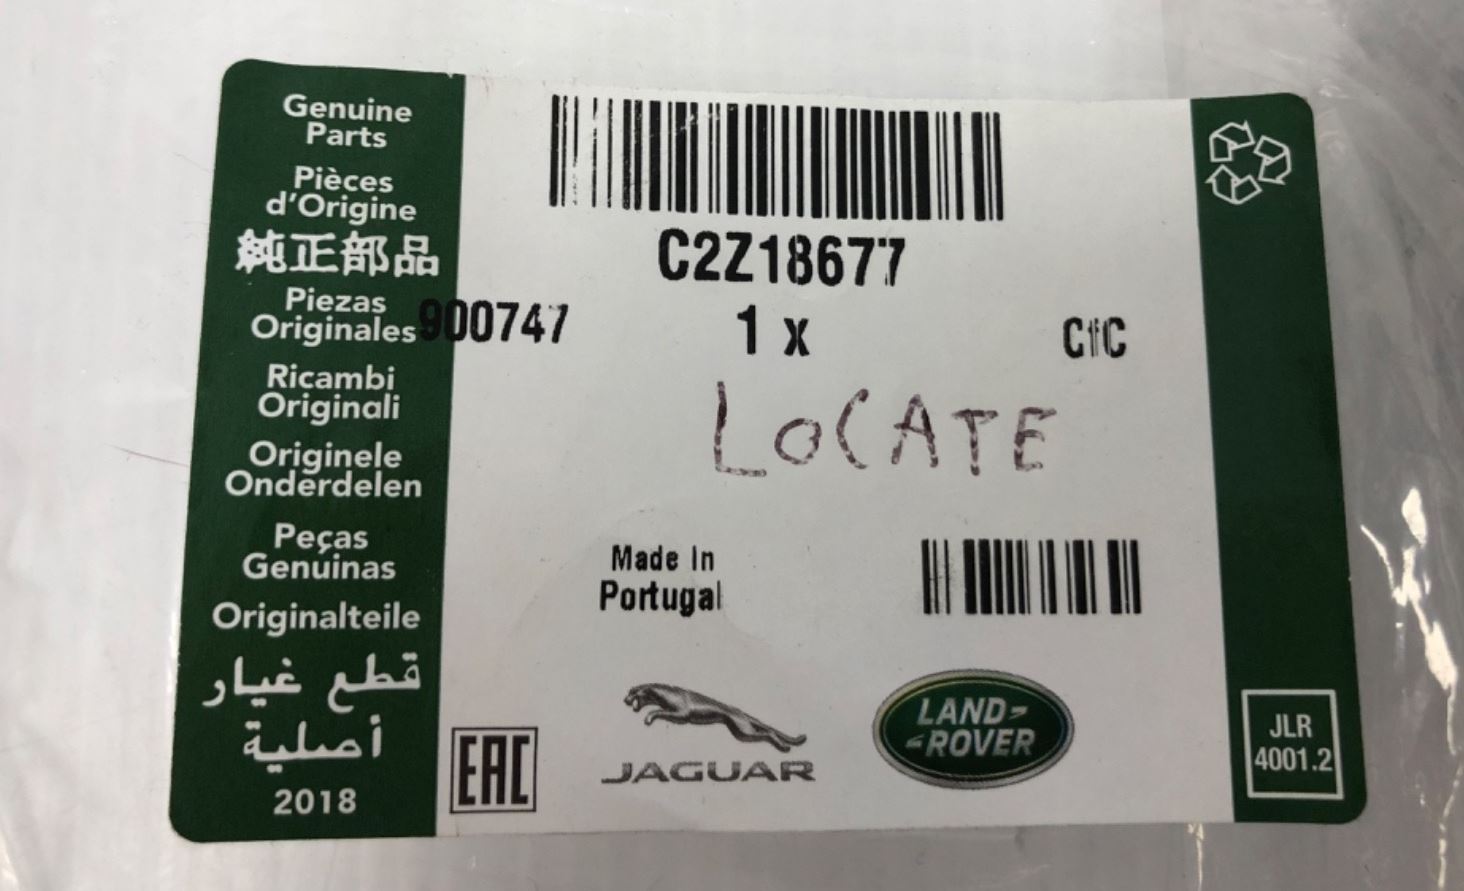 Genuine
Parts
Pièces
d'Origine
純正部品
Piezas
Originales
Ricambi
Originali
Originele
Onderdelen
Peças
Genuinas
Originalteile
قطع غيار
أصلية
2018
C2Z18677
900747 1 x
LOCATE
Made In
Portugal
EAC
JAGUAR
LAND-
-ROVER
JLR
4001.2